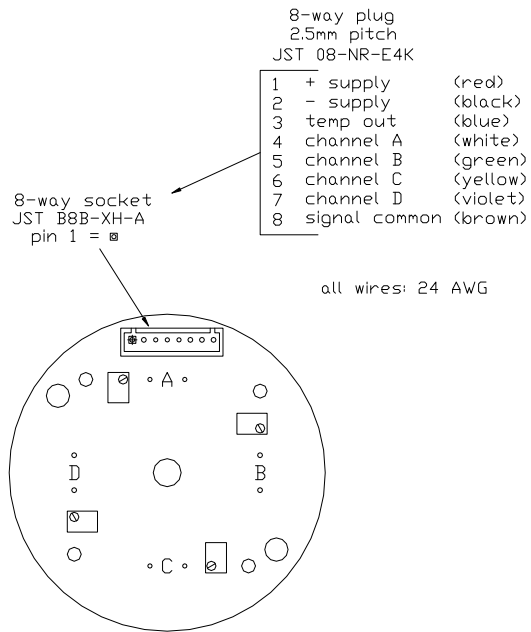 8-way plug
2.5mm pitch
JST 08-NR-E4K
1 + supply (red)
2 - supply (black)
3 temp out (blue)
4 channel A (white)
5 channel B (green)
6 channel C (yellow)
7 channel D (violet)
8 signal common (brown)
8-way socket
JST B8B-XH-A
pin 1 =
all wires: 24 AWG
A
D
B
C